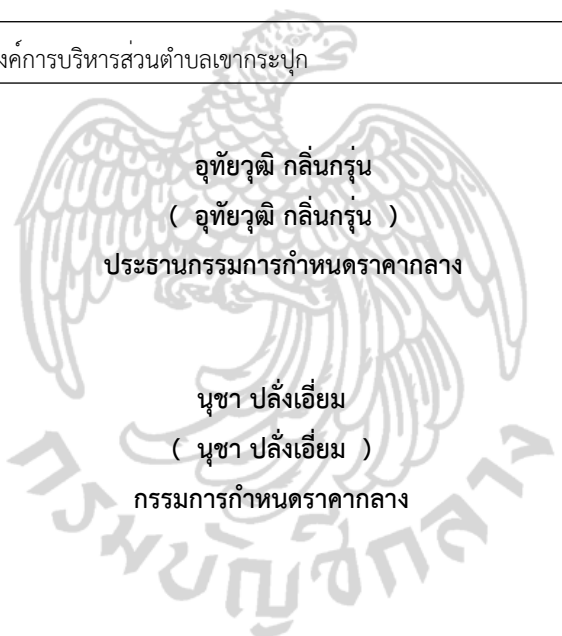 งค์การบริหารส่วนตำบลเขากระปุก
อุทัยวุฒิ กลิ่นกรุ่น
( อุทัยวุฒิ กลิ่นกรุ่น )
ประธานกรรมการกำหนดราคากลาง
นุชา ปลั่งเอี่ยม
( นุชา ปลั่งเอี่ยม )
กรรมการกำหนดราคากลาง
กรมบัญชีกลาง